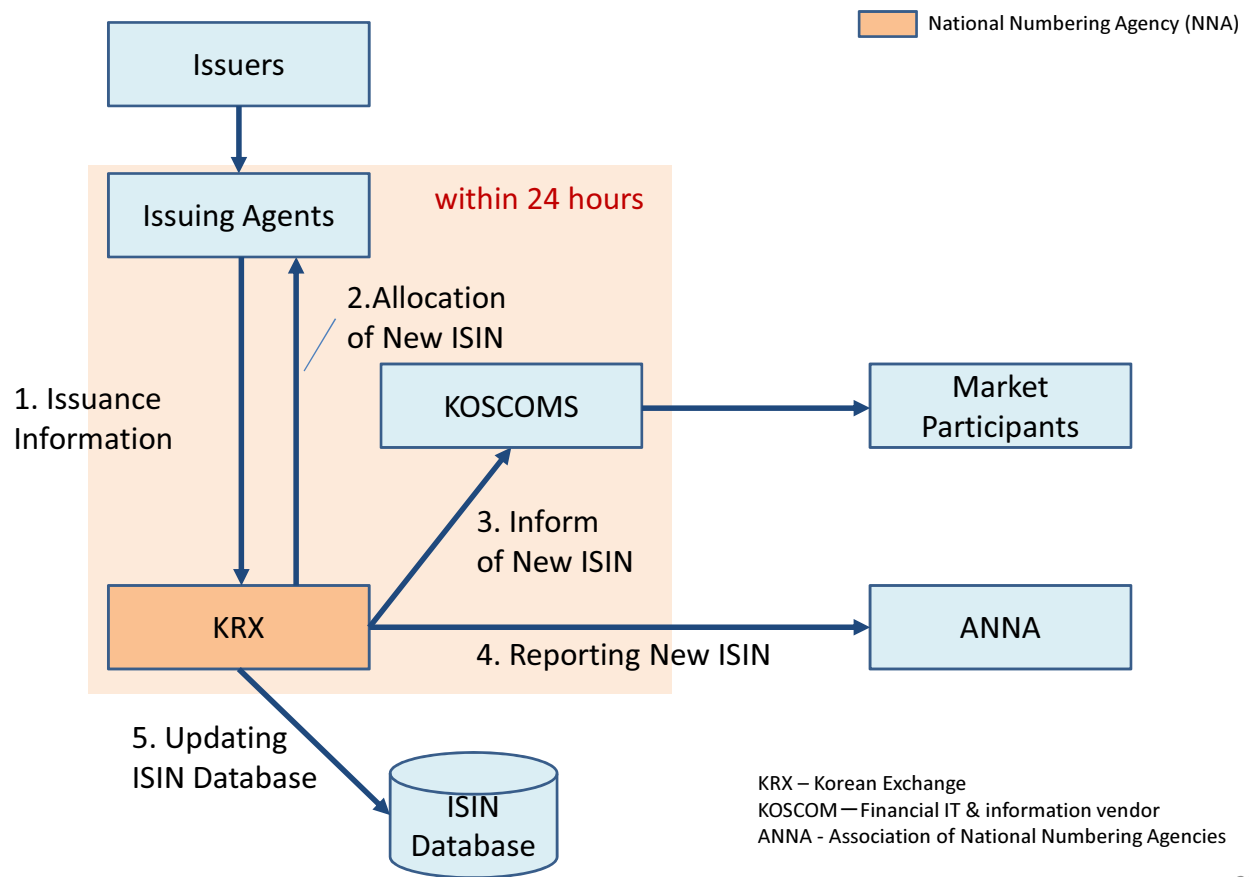 National Numbering Agency (NNA)
Issuers
Issuing Agents
within 24 hours
2.Allocation
of New ISIN
1. Issuance
Information
KOSCOMS
Market
Participants
3. Inform
of New ISIN
KRX
ANNA
4. Reporting New ISIN
5. Updating
ISIN Database
ISIN
Database
KRX – Korean Exchange
KOSCOM—Financial IT & information vendor
ANNA - Association of National Numbering Agencies